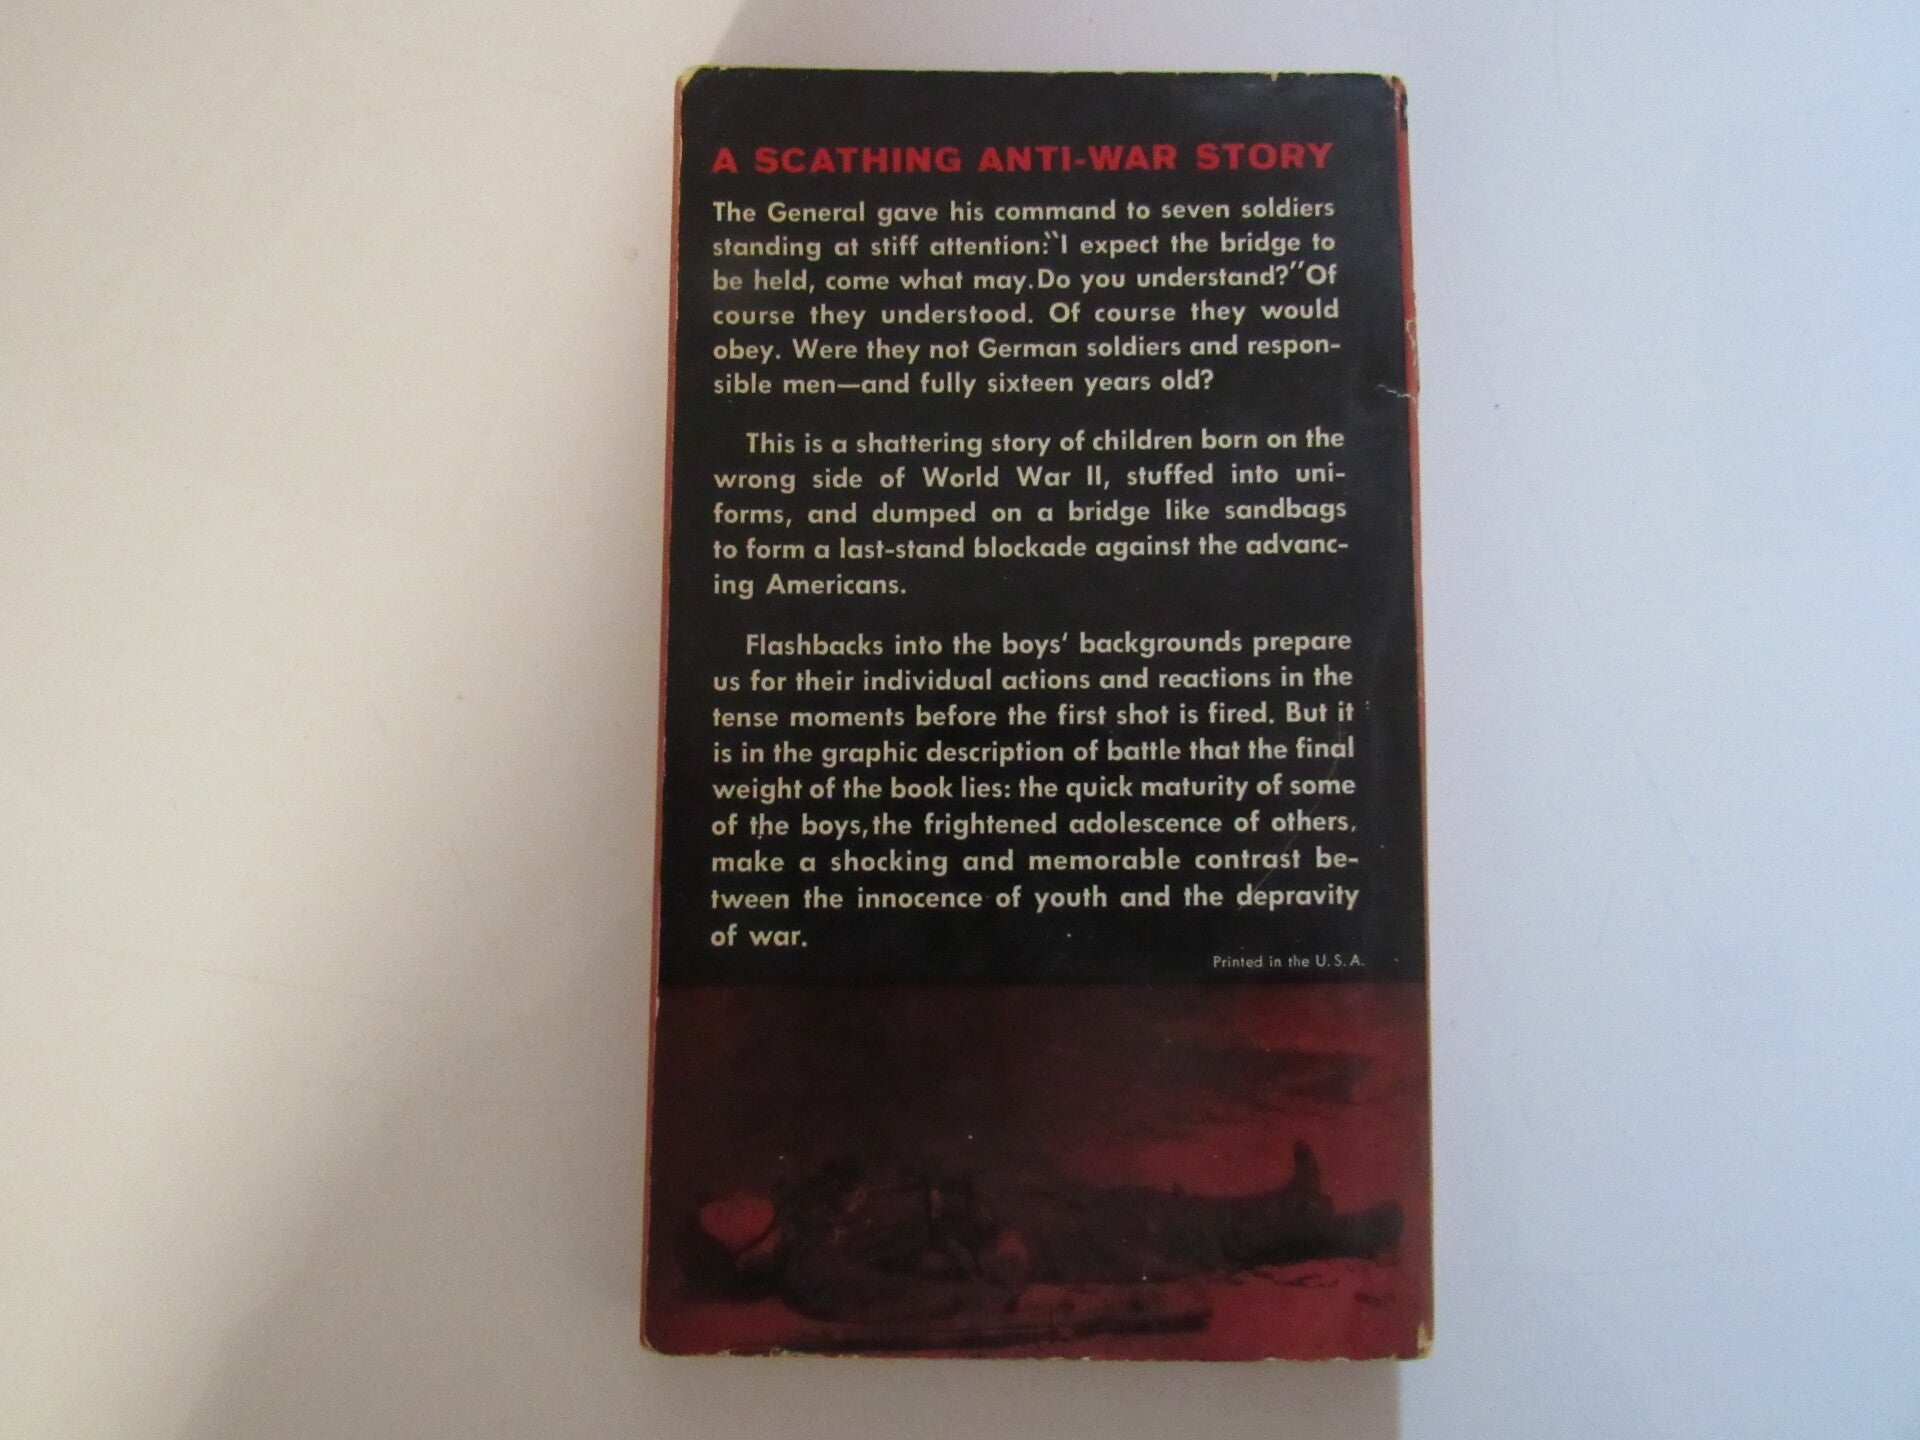 A SCATHING ANTI-WAR STORY
The General gave his command to seven soldiers
standing at stiff attention:"I expect the bridge to
be held, come what may. Do you understand?"Of
course they understood. Of course they would
obey. Were they not German soldiers and respon-
sible men—and fully sixteen years old?
This is a shattering story of children born on the
wrong side of World War II, stuffed into uni-
forms, and dumped on a bridge like sandbags
to form a last-stand blockade against the advanc-
ing Americans.
Flashbacks into the boys' backgrounds prepare
us for their individual actions and reactions in the
tense moments before the first shot is fired. But it
is in the graphic description of battle that the final
weight of the book lies: the quick maturity of some
of the boys, the frightened adolescence of others,
make a shocking and memorable contrast be-
tween the innocence of youth and the depravity
of war.
Printed in the U. S. A.